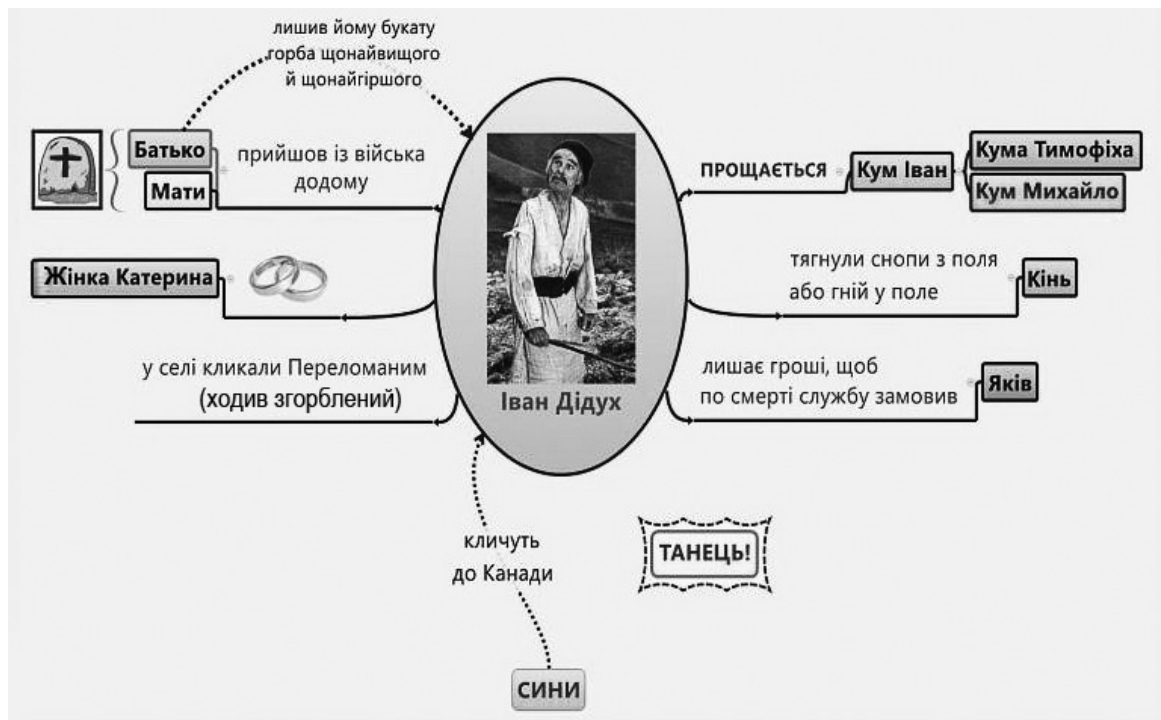 лишив йому букату
горба щонайвищого
й щонайгіршого
Батько
Мати
прийшов із війська
додому
Жінка Катерина
у селі кликали Переломаним
(ходив згорблений)
Іван Дідух
ПРОЩАЄТЬСЯ
Кум Іван
Кума Тимофіха
Кум Михайло
тягнули снопи з поля
або гній у поле
Кінь
лишає гроші, щоб
по смерті службу замовив
Яків
кличуть
до Канади
СИНИ
ТАНЕЦЬ!